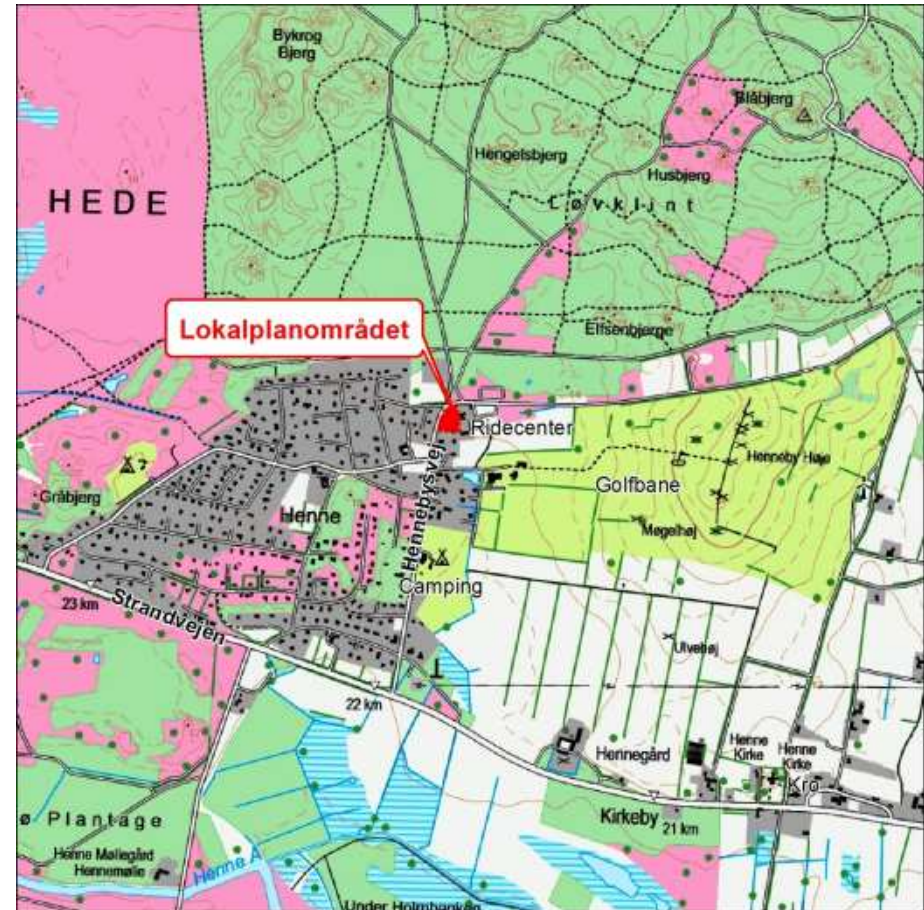 Bykrog
Bjerg
Blåbjerg
Hengelsbjerg
Husbjerg
HEDE
Løvklint
Lokalplanområdet
Elfsenbjerge
Ridecenter
Henneby Høje
Golfbane
Gråbjerg
Henne
Hennebysvej
Møgelhøj
Camping
23 km
Strandvejen
Ulvehøj
22 km
Hennegård
Henne
Kirke
Henne
Kirke
Kro
Kirkeby
21 km
ø Plantage
Henne Møllegård
Hennemølle
Henne Å
Under Holmbanken